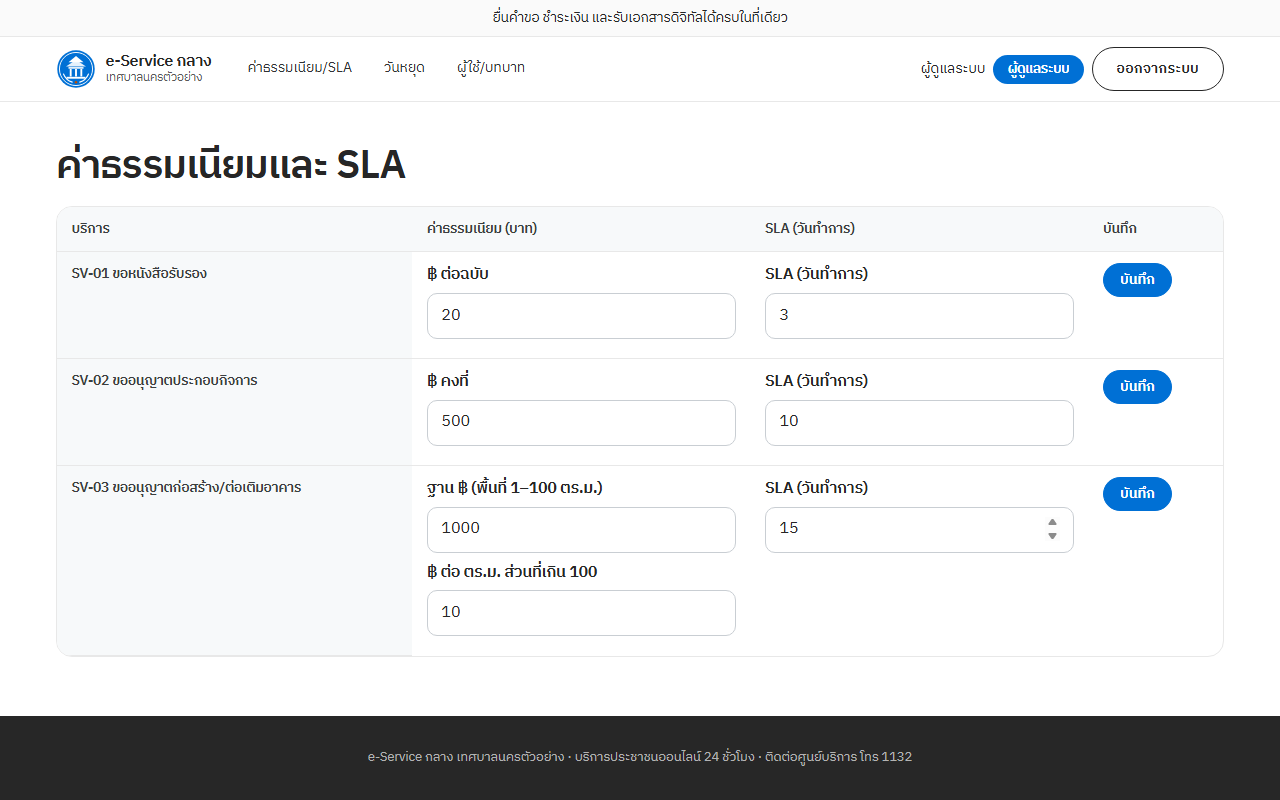 ยื่นคำขอ ชำระเงิน และรับเอกสารดิจิทัลได้ครบในที่เดียว
e-Service กลาง
เทศบาลนครตัวอย่าง
ค่าธรรมเนียม/SLA วันหยุด ผู้ใช้/บทบาท
ผู้ดูแลระบบ ผู้ดูแลระบบ ออกจากระบบ
ค่าธรรมเนียมและ SLA
บริการ ค่าธรรมเนียม (บาท) SLA (วันทำการ) บันทึก
SV-01 ขอหนังสือรับรอง ฿ ต่อฉบับ SLA (วันทำการ) บันทึก
20 3
SV-02 ขออนุญาตประกอบกิจการ ฿ คงที่ SLA (วันทำการ) บันทึก
500 10
SV-03 ขออนุญาตก่อสร้าง/ต่อเติมอาคาร ฐาน ฿ (พื้นที่ 1–100 ตร.ม.) SLA (วันทำการ) บันทึก
1000 15
฿ ต่อ ตร.ม. ส่วนที่เกิน 100
10
e-Service กลาง เทศบาลนครตัวอย่าง · บริการประชาชนออนไลน์ 24 ชั่วโมง · ติดต่อศูนย์บริการ โทร 1132